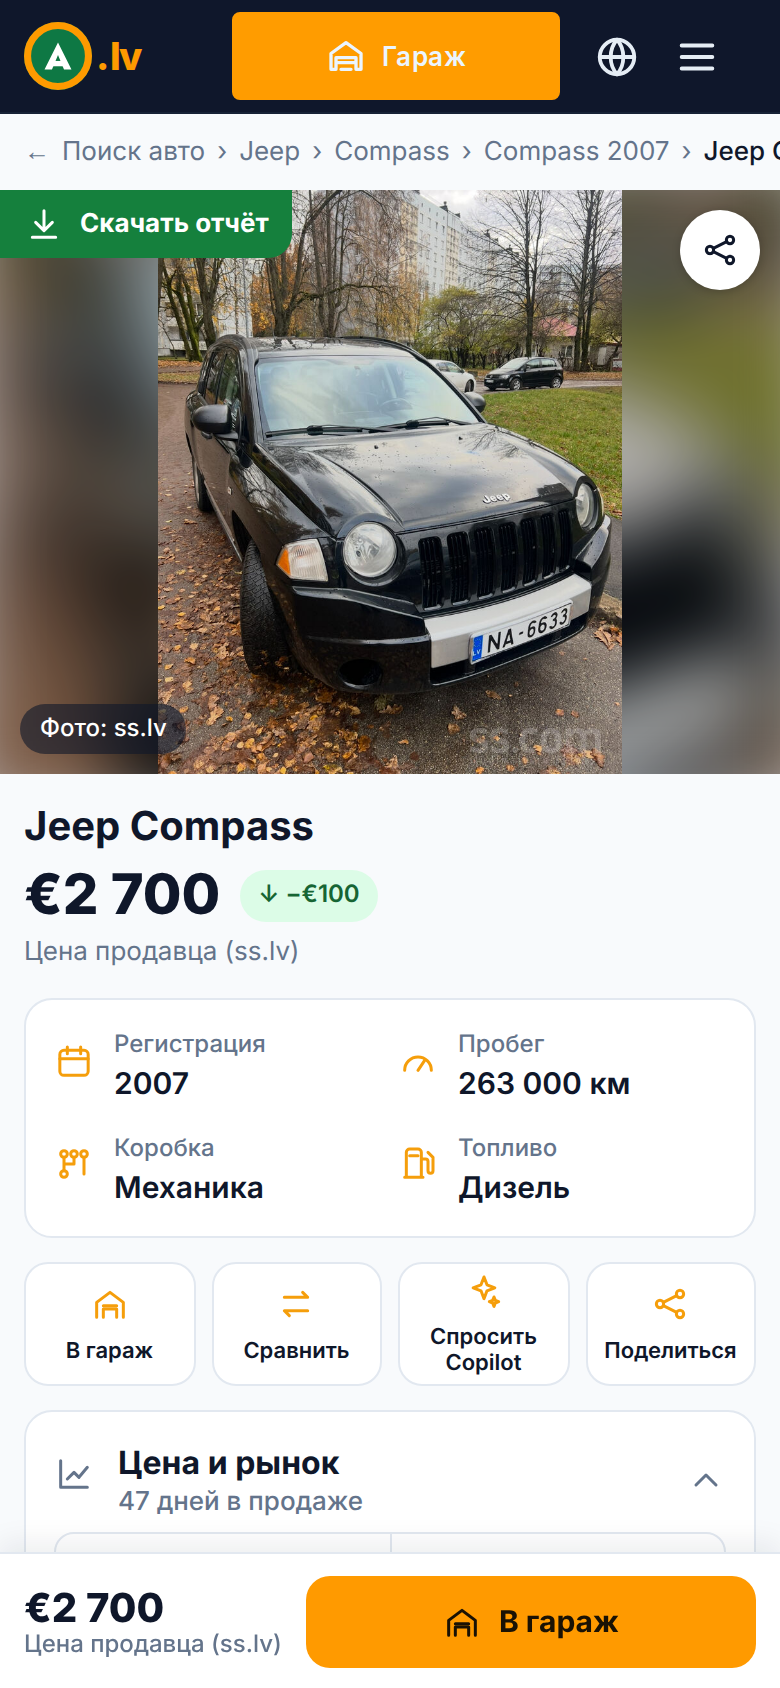 A .lv
Гараж
← Поиск авто › Jeep › Compass › Compass 2007 › Jeep C
Скачать отчёт
Jeep
NA-6633
LV
Фото: ss.lv
ss.com
Jeep Compass
€2 700
↓ −€100
Цена продавца (ss.lv)
Регистрация
2007
Пробег
263 000 км
Коробка
Механика
Топливо
Дизель
В гараж
Сравнить
Спросить
Copilot
Поделиться
Цена и рынок
47 дней в продаже
€2 700
Цена продавца (ss.lv)
В гараж